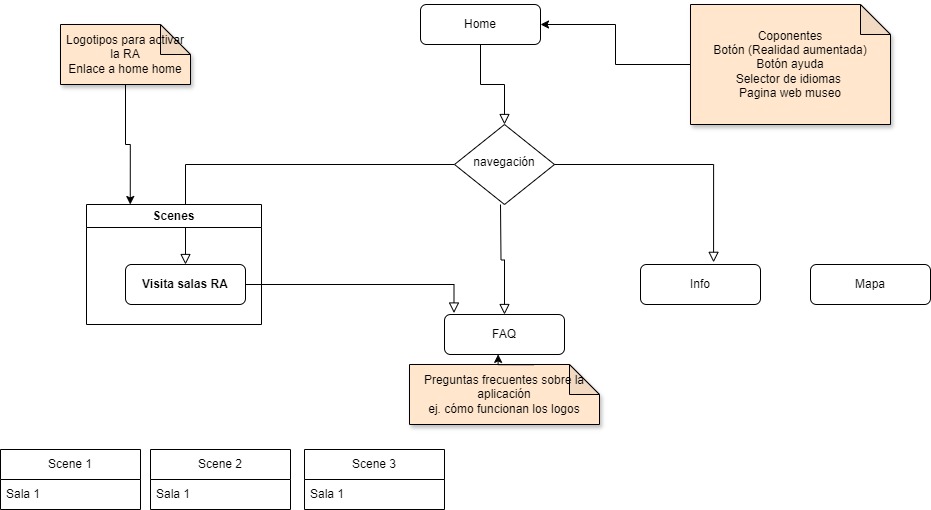 Home
Coponentes
Botón (Realidad aumentada)
Botón ayuda
Selector de idiomas
Pagina web museo
Logotipos para activar
la RA
Enlace a home home
navegación
Scenes
Visita salas RA
Info
Mapa
FAQ
Preguntas frecuentes sobre la
aplicación
ej. cómo funcionan los logos
Scene 1
Sala 1
Scene 2
Sala 1
Scene 3
Sala 1